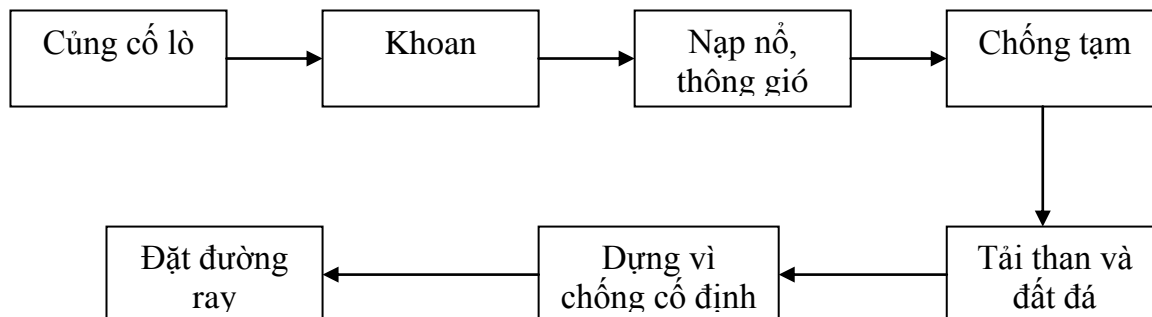 Củng cố lò
Khoan
Nạp nổ,
thông gió
Chống tạm
Tải than và
đất đá
Dựng vì
chống cố định
Đặt đường
ray